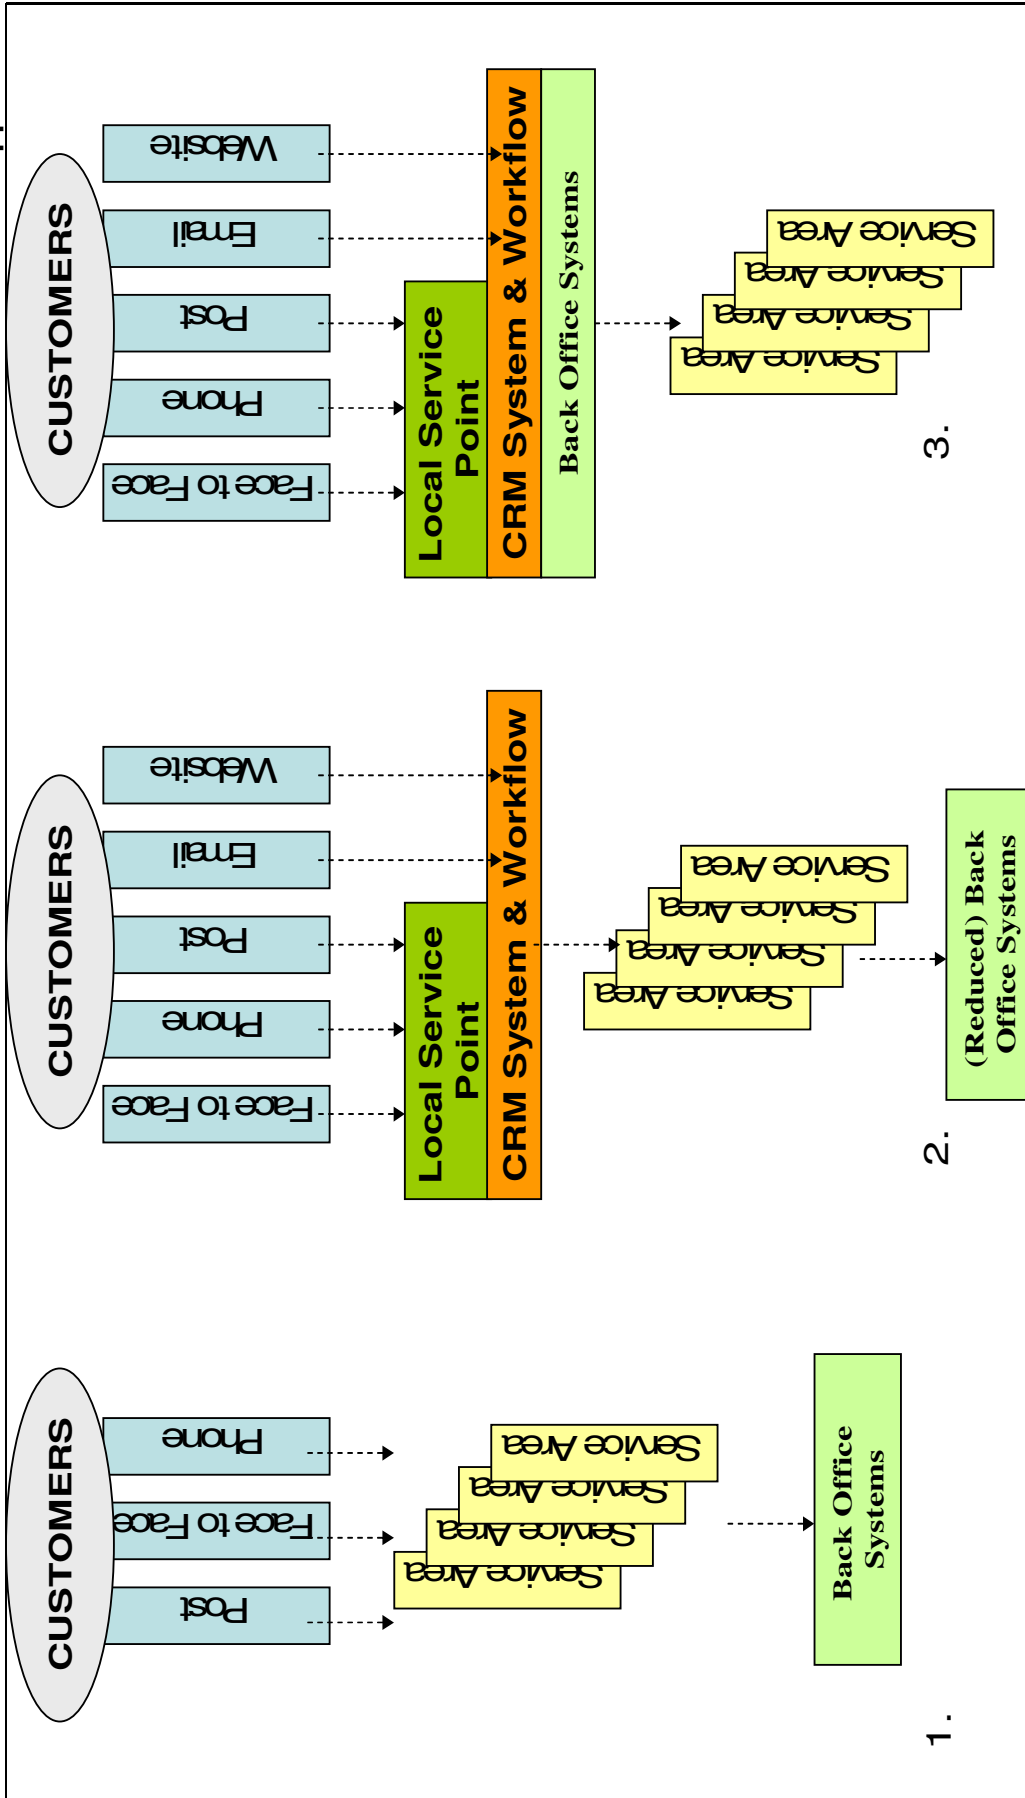 CUSTOMERS
Post
Face to Face
Phone
Service Area
Service Area
Service Area
Service Area
Back Office
Systems
1.
CUSTOMERS
Face to Face
Phone
Post
Email
Website
Local Service
Point
CRM System & Workflow
Service Area
Service Area
Service Area
Service Area
(Reduced) Back
Office Systems
2.
CUSTOMERS
Face to Face
Phone
Post
Email
Website
Local Service
Point
CRM System & Workflow
Back Office Systems
Service Area
Service Area
Service Area
Service Area
3.